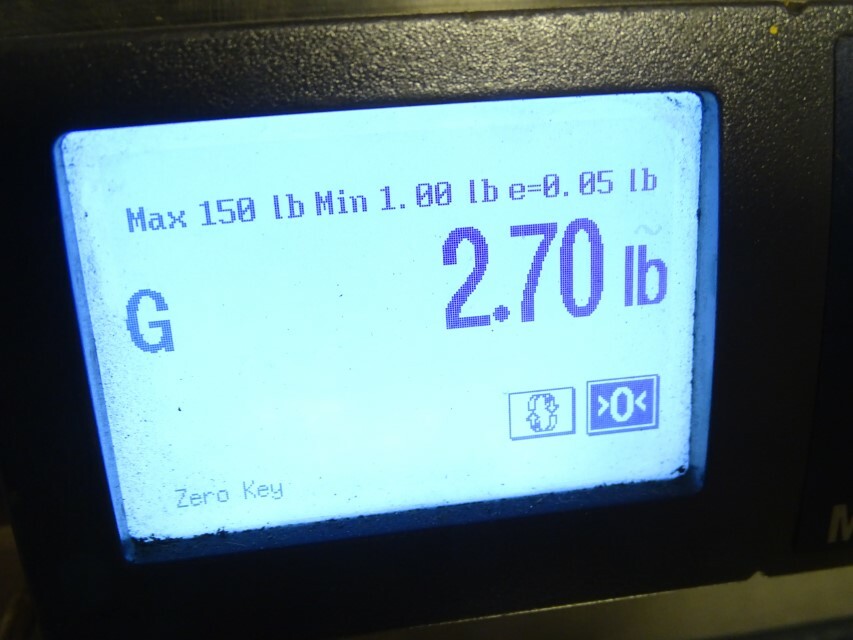 Max 150 lb Min 1.00 lb e=0.05 lb
G 2.70 lb
>0<
Zero Key
M